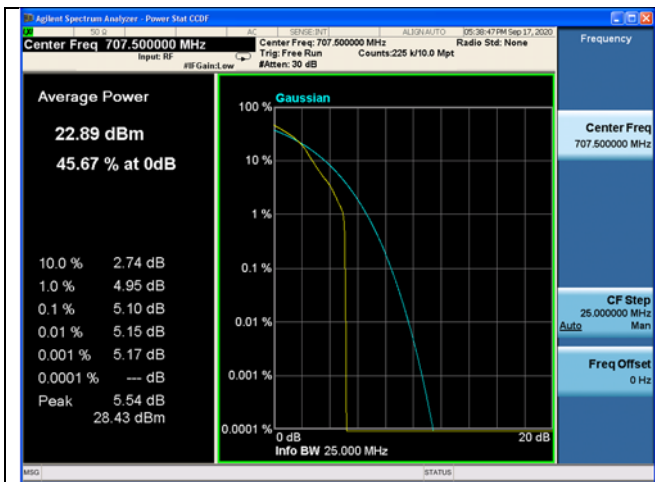 Agilent Spectrum Analyzer - Power Stat CCDF
50 Ω AC SENSE:INT ALIGN AUTO 05:38:47 PM Sep 17, 2020
Center Freq 707.500000 MHz
Input: RF
#IFGain:Low
Center Freq: 707.500000 MHz
Radio Std: None
Trig: Free Run
Counts:225 k/10.0 Mpt
#Atten: 30 dB
Frequency
Average Power
22.89 dBm
45.67 % at 0dB
10.0 % 2.74 dB
1.0 % 4.95 dB
0.1 % 5.10 dB
0.01 % 5.15 dB
0.001 % 5.17 dB
0.0001 % --- dB
Peak 5.54 dB
28.43 dBm
Gaussian
100 %
10 %
1 %
0.1 %
0.01 %
0.001 %
0.0001 %
0 dB
20 dB
Info BW 25.000 MHz
Center Freq
707.500000 MHz
CF Step
25.000000 MHz
Auto Man
Freq Offset
0 Hz
MSG
STATUS